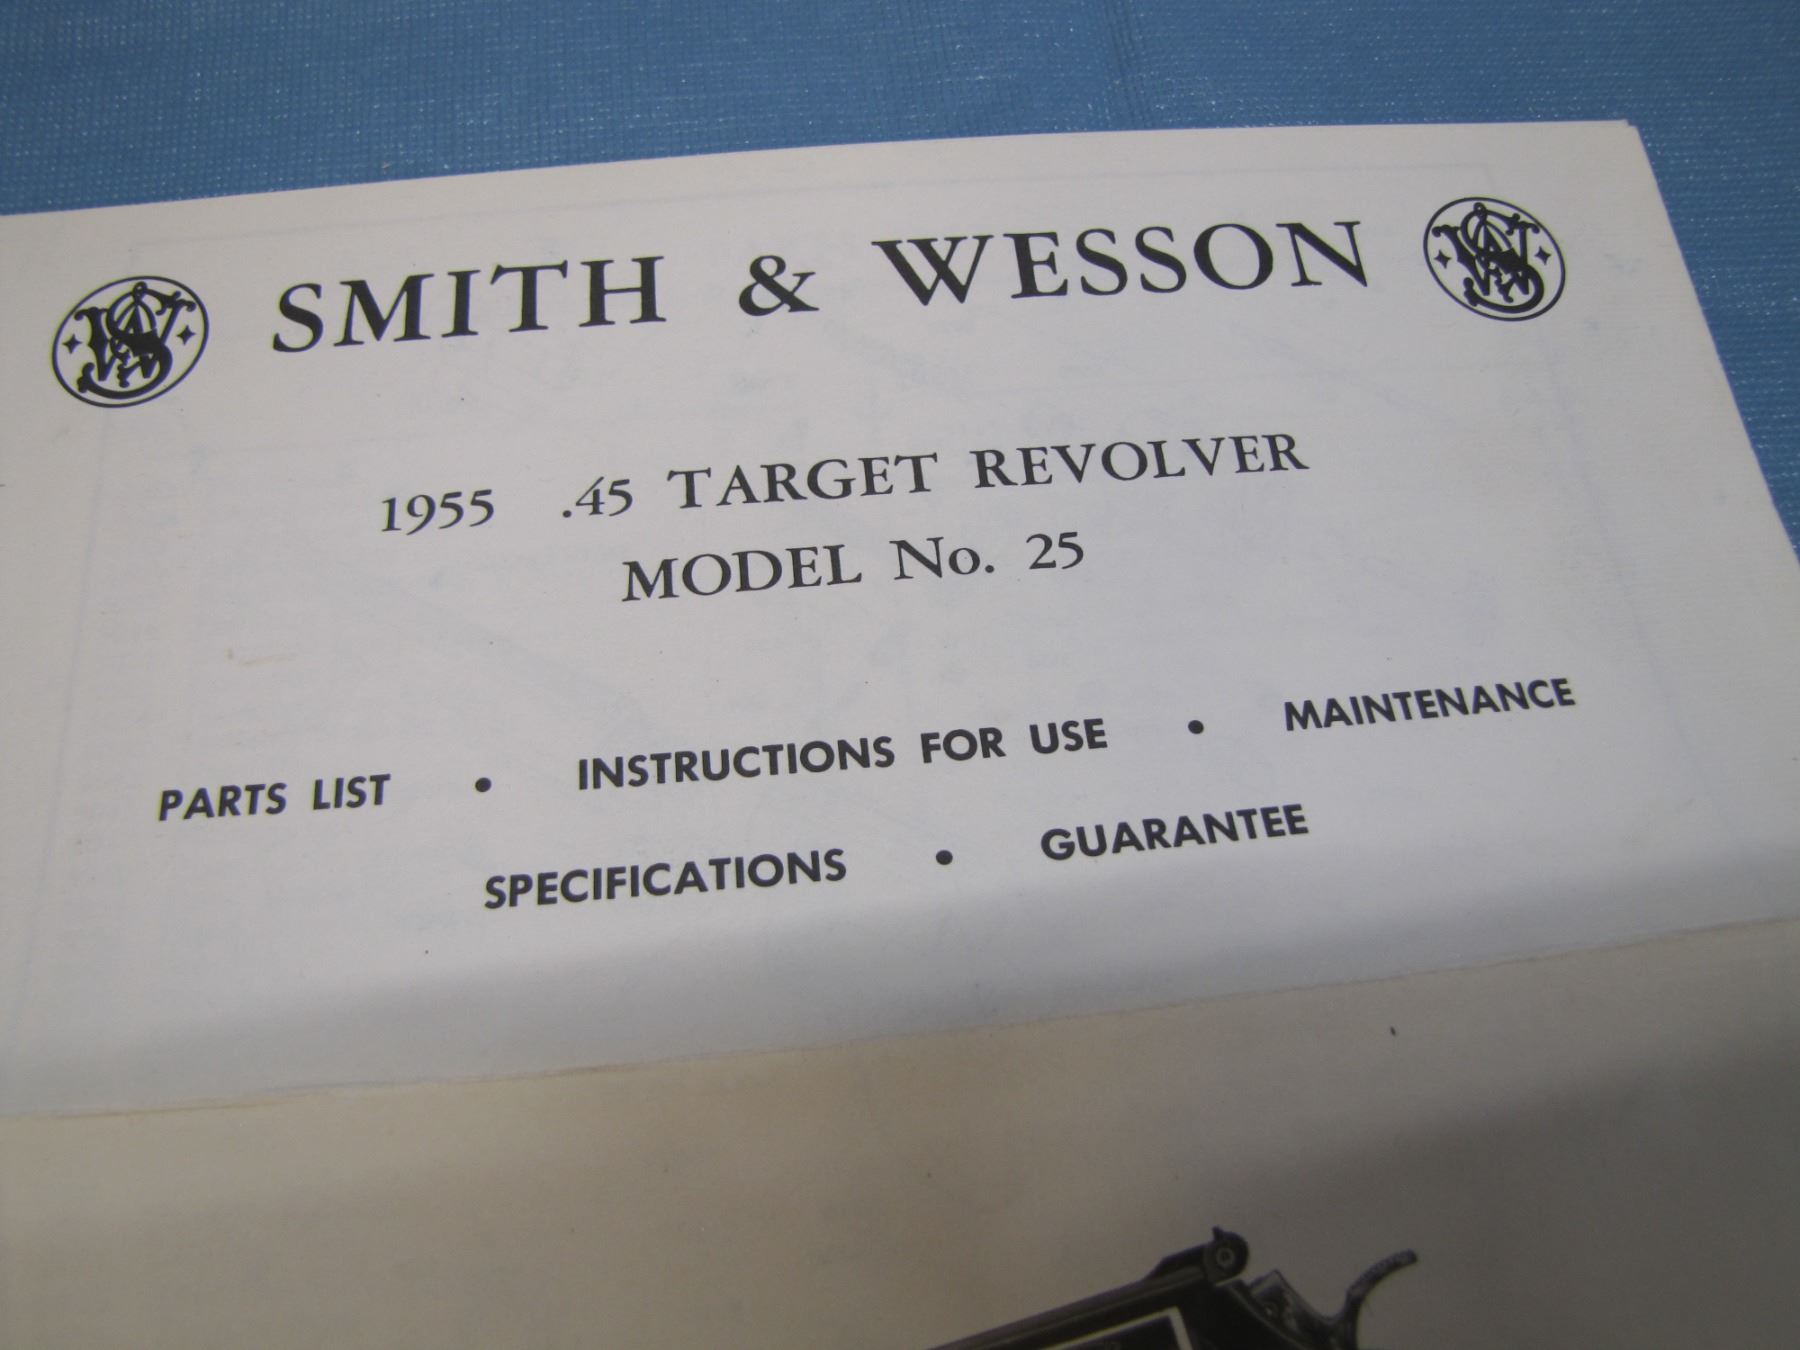 SMITH & WESSON
1955 .45 TARGET REVOLVER
MODEL No. 25
PARTS LIST • INSTRUCTIONS FOR USE • MAINTENANCE
SPECIFICATIONS • GUARANTEE